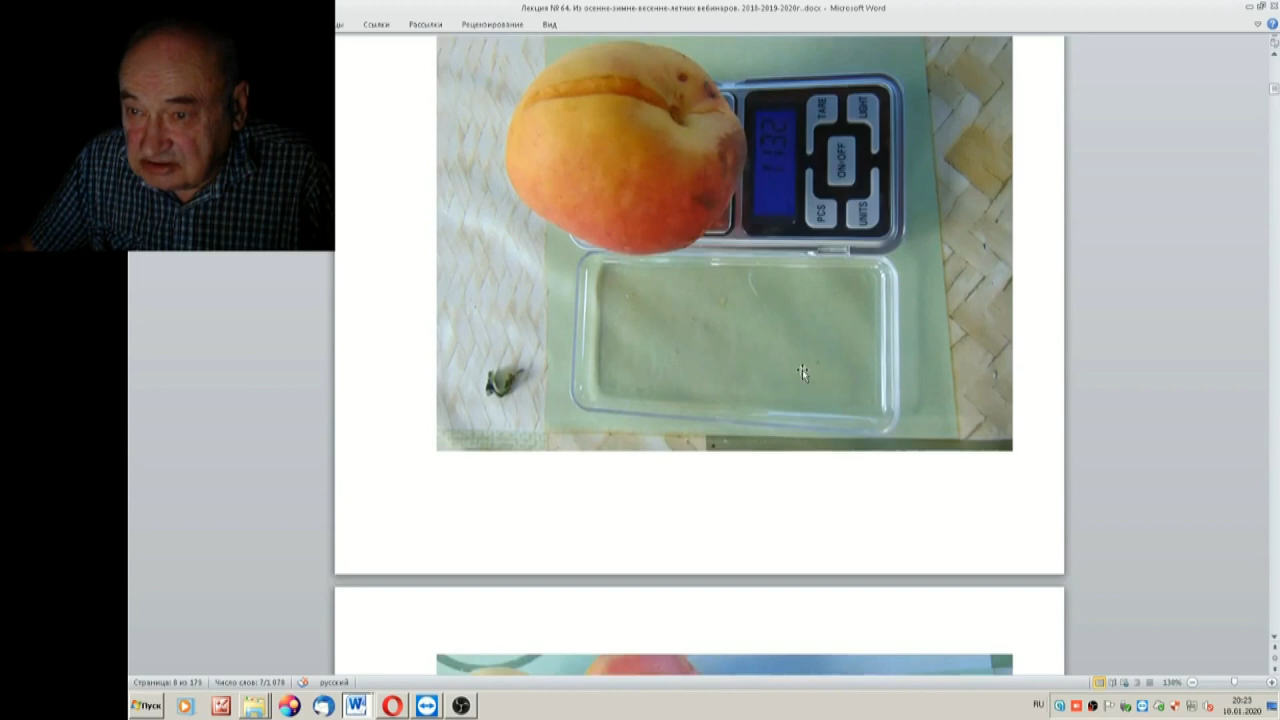 Лекция № 64. Из осенне-зимне-весенне-летних вебинаров. 2018-2019-2020г..docx - Microsoft Word
Ссылки Рассылки Рецензирование Вид
TARE LIGHT
ON-OFF
PCS UNITS
Страница: 8 из 175 Число слов: 7/1 078 русский 130%
Пуск RU 20:23
10.01.2020